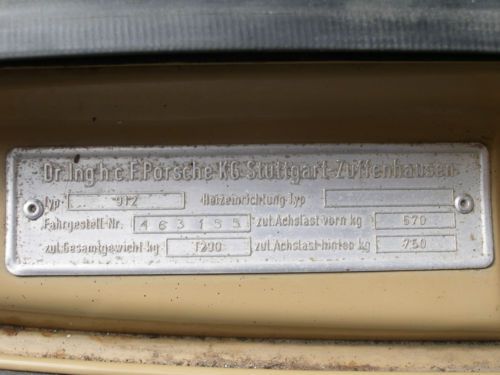 Dr. Ing. h. c. F. Porsche KG. Stuttgart-Zuffenhausen
Typ 912 Heizeinrichtung-Typ
Fahrgestell-Nr. 463195 zul. Achslast vorn kg 570
zul. Gesamtgewicht kg 1290 zul. Achslast hinten kg 750